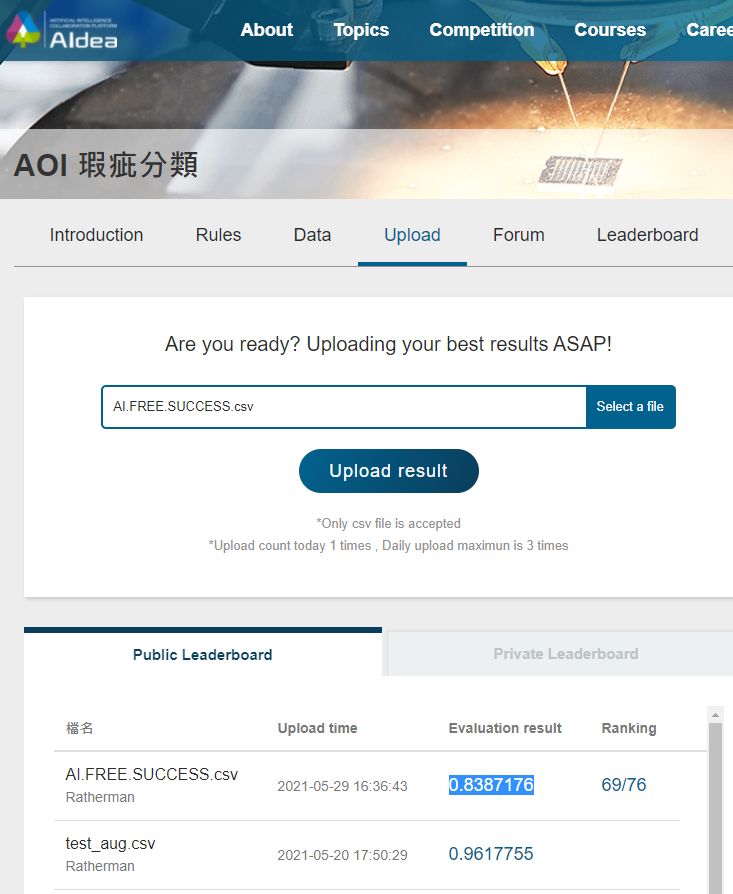 ARTIFICIAL INTELLIGENCE
COLLABORATION PLATFORM
AIdea
About Topics Competition Courses Caree
AOI 瑕疵分類
Introduction Rules Data Upload Forum Leaderboard
Are you ready? Uploading your best results ASAP!
AI.FREE.SUCCESS.csv Select a file
Upload result
*Only csv file is accepted
*Upload count today 1 times , Daily upload maximun is 3 times
Public Leaderboard Private Leaderboard
檔名 Upload time Evaluation result Ranking
AI.FREE.SUCCESS.csv
Ratherman 2021-05-29 16:36:43 0.8387176 69/76
test_aug.csv
Ratherman 2021-05-20 17:50:29 0.9617755